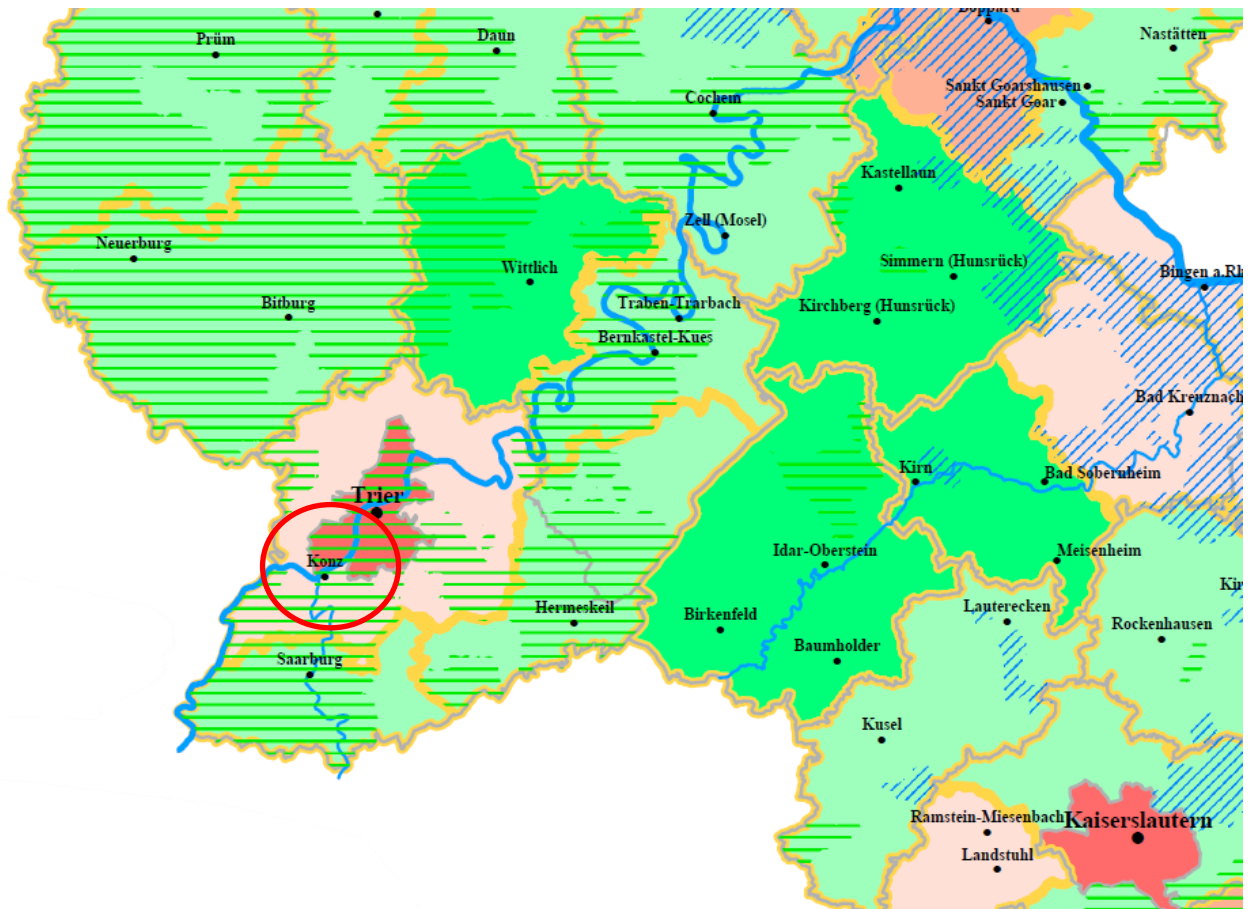 Boppard
Prüm
Daun
Nastätten
Sankt Goarshausen
Cochem
Sankt Goar
Kastellaun
Zell (Mosel)
Neuerburg
Wittlich
Simmern (Hunsrück)
Bingen a.Rh
Bitburg
Traben-Trarbach
Kirchberg (Hunsrück)
Bernkastel-Kues
Bad Kreuznach
Kirn
Bad Sobernheim
Trier
Idar-Oberstein
Meisenheim
Konz
Kir
Hermeskeil
Birkenfeld
Lauterecken
Rockenhausen
Baumholder
Saarburg
Kusel
Ramstein-Miesenbach
Kaiserslautern
Landstuhl